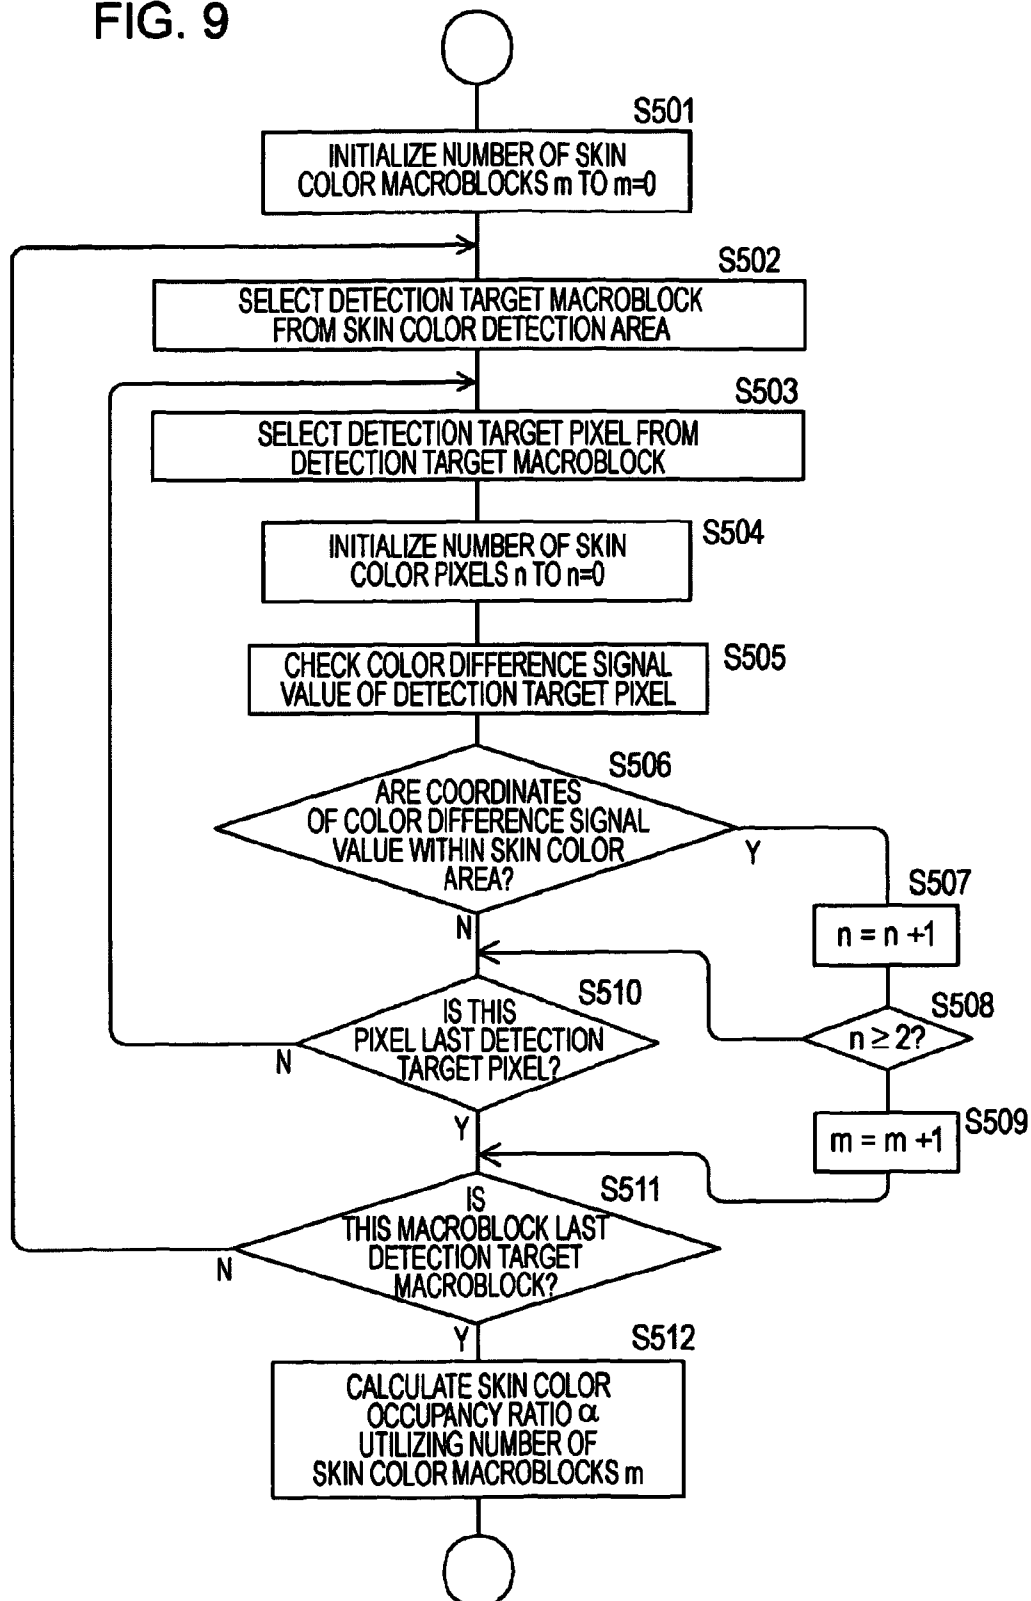 FIG. 9
S501
INITIALIZE NUMBER OF SKIN
COLOR MACROBLOCKS m TO m=0
S502
SELECT DETECTION TARGET MACROBLOCK
FROM SKIN COLOR DETECTION AREA
S503
SELECT DETECTION TARGET PIXEL FROM
DETECTION TARGET MACROBLOCK
S504
INITIALIZE NUMBER OF SKIN
COLOR PIXELS n TO n=0
S505
CHECK COLOR DIFFERENCE SIGNAL
VALUE OF DETECTION TARGET PIXEL
S506
ARE COORDINATES
OF COLOR DIFFERENCE SIGNAL
VALUE WITHIN SKIN COLOR
AREA?
Y
N
S507
n = n +1
S508
n ≥ 2?
S509
m = m +1
S510
IS THIS
PIXEL LAST DETECTION
TARGET PIXEL?
N
Y
S511
IS
THIS MACROBLOCK LAST
DETECTION TARGET
MACROBLOCK?
N
Y
S512
CALCULATE SKIN COLOR
OCCUPANCY RATIO α
UTILIZING NUMBER OF
SKIN COLOR MACROBLOCKS m